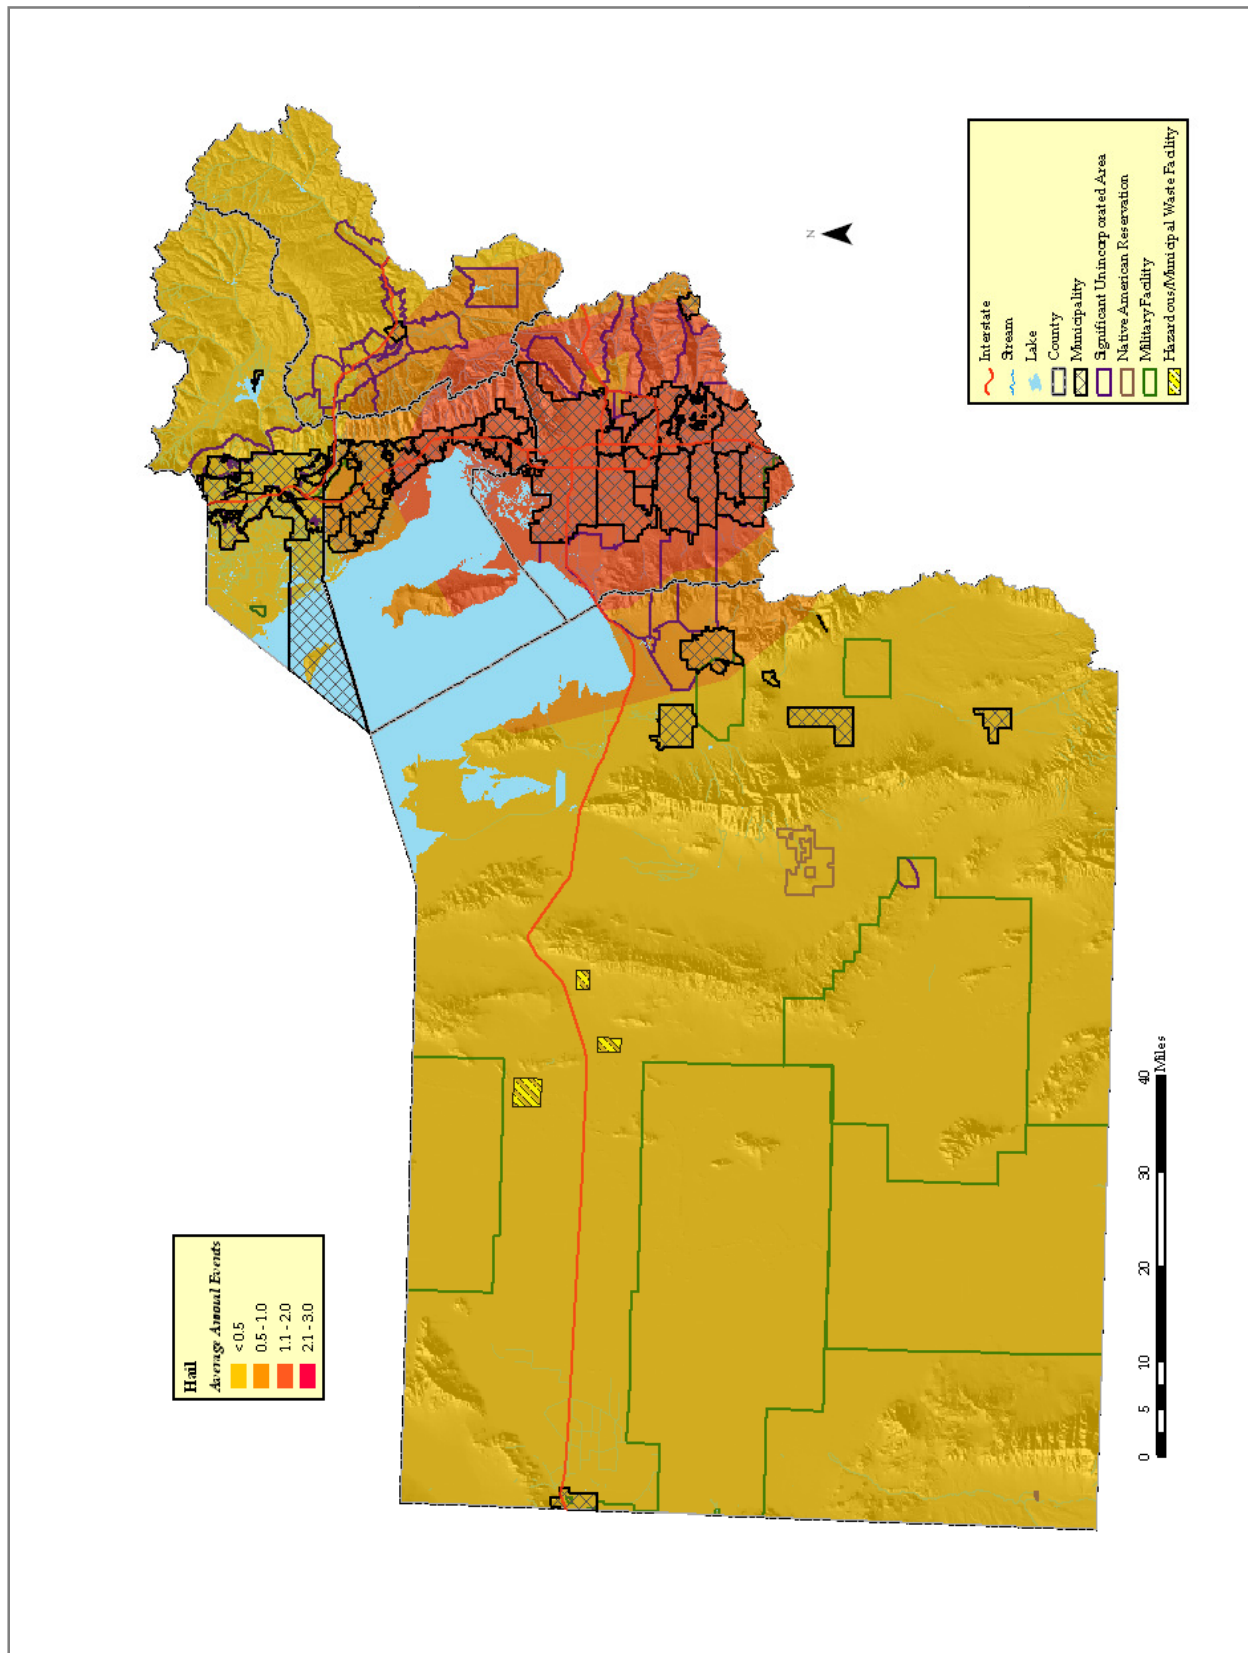 Hail
Average Annual Events
< 0.5
0.5 - 1.0
1.1 - 2.0
2.1 - 3.0
N
Interstate
Stream
Lake
County
Municipality
Significant Unincorporated Area
Native American Reservation
Military Facility
Hazardous/Municipal Waste Facility
0 5 10 20 30 40
Miles